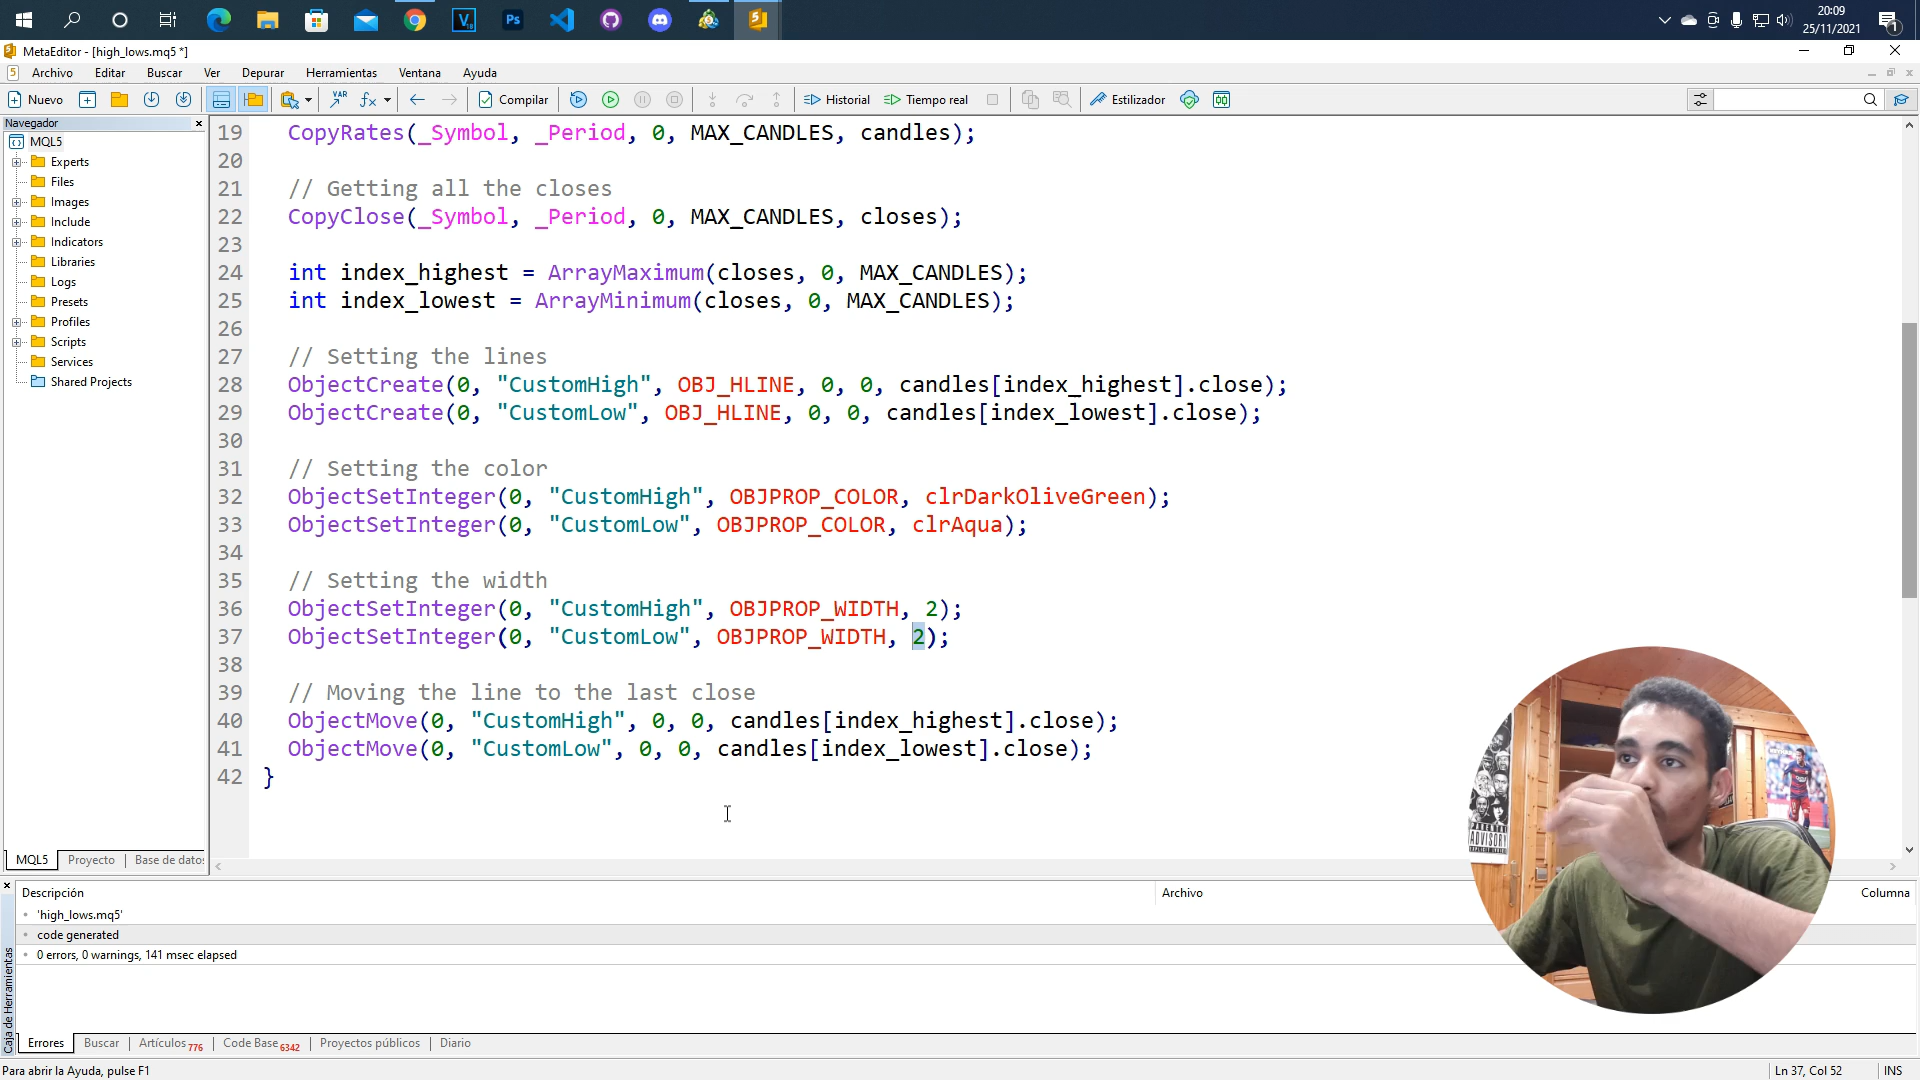 20:09
25/11/2021
1
MetaEditor - [high_lows.mq5 *]
Archivo Editar Buscar Ver Depurar Herramientas Ventana Ayuda
Nuevo Compilar Historial Tiempo real Estilizador
Navegador
MQL5
Experts
Files
Images
Include
Indicators
Libraries
Logs
Presets
Profiles
Scripts
Services
Shared Projects
MQL5 Proyecto Base de datos
19 CopyRates(_Symbol, _Period, 0, MAX_CANDLES, candles);
20
21 // Getting all the closes
22 CopyClose(_Symbol, _Period, 0, MAX_CANDLES, closes);
23
24 int index_highest = ArrayMaximum(closes, 0, MAX_CANDLES);
25 int index_lowest = ArrayMinimum(closes, 0, MAX_CANDLES);
26
27 // Setting the lines
28 ObjectCreate(0, "CustomHigh", OBJ_HLINE, 0, 0, candles[index_highest].close);
29 ObjectCreate(0, "CustomLow", OBJ_HLINE, 0, 0, candles[index_lowest].close);
30
31 // Setting the color
32 ObjectSetInteger(0, "CustomHigh", OBJPROP_COLOR, clrDarkOliveGreen);
33 ObjectSetInteger(0, "CustomLow", OBJPROP_COLOR, clrAqua);
34
35 // Setting the width
36 ObjectSetInteger(0, "CustomHigh", OBJPROP_WIDTH, 2);
37 ObjectSetInteger(0, "CustomLow", OBJPROP_WIDTH, 2);
38
39 // Moving the line to the last close
40 ObjectMove(0, "CustomHigh", 0, 0, candles[index_highest].close);
41 ObjectMove(0, "CustomLow", 0, 0, candles[index_lowest].close);
42 }
Descripción Archivo Columna
'high_lows.mq5'
code generated
0 errors, 0 warnings, 141 msec elapsed
Caja de Herramientas
Errores Buscar Artículos 776 Code Base 6342 Proyectos públicos Diario
Para abrir la Ayuda, pulse F1 Ln 37, Col 52 INS
ADVISORY